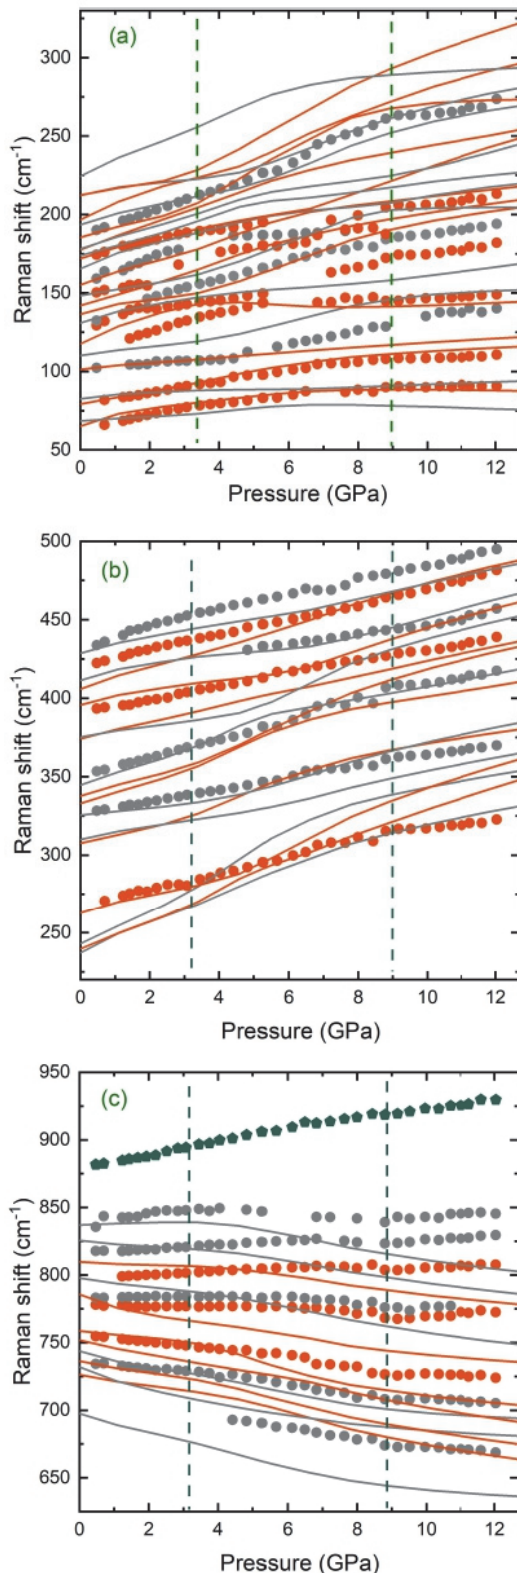 (a)
Raman shift (cm⁻¹)
300
250
200
150
100
50
0 2 4 6 8 10 12
Pressure (GPa)
(b)
Raman shift (cm⁻¹)
500
450
400
350
300
250
0 2 4 6 8 10 12
Pressure (GPa)
(c)
Raman shift (cm⁻¹)
950
900
850
800
750
700
650
0 2 4 6 8 10 12
Pressure (GPa)